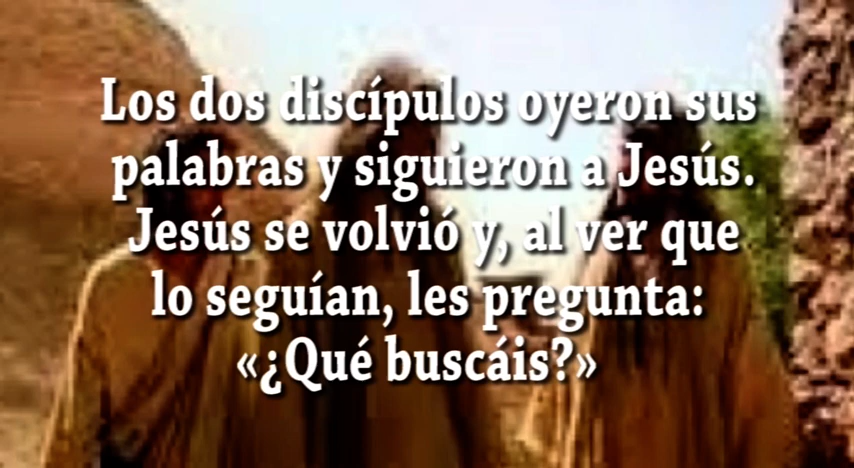 Los dos discípulos oyeron sus
palabras y siguieron a Jesús.
Jesús se volvió y, al ver que
lo seguían, les pregunta:
«¿Qué buscáis?»